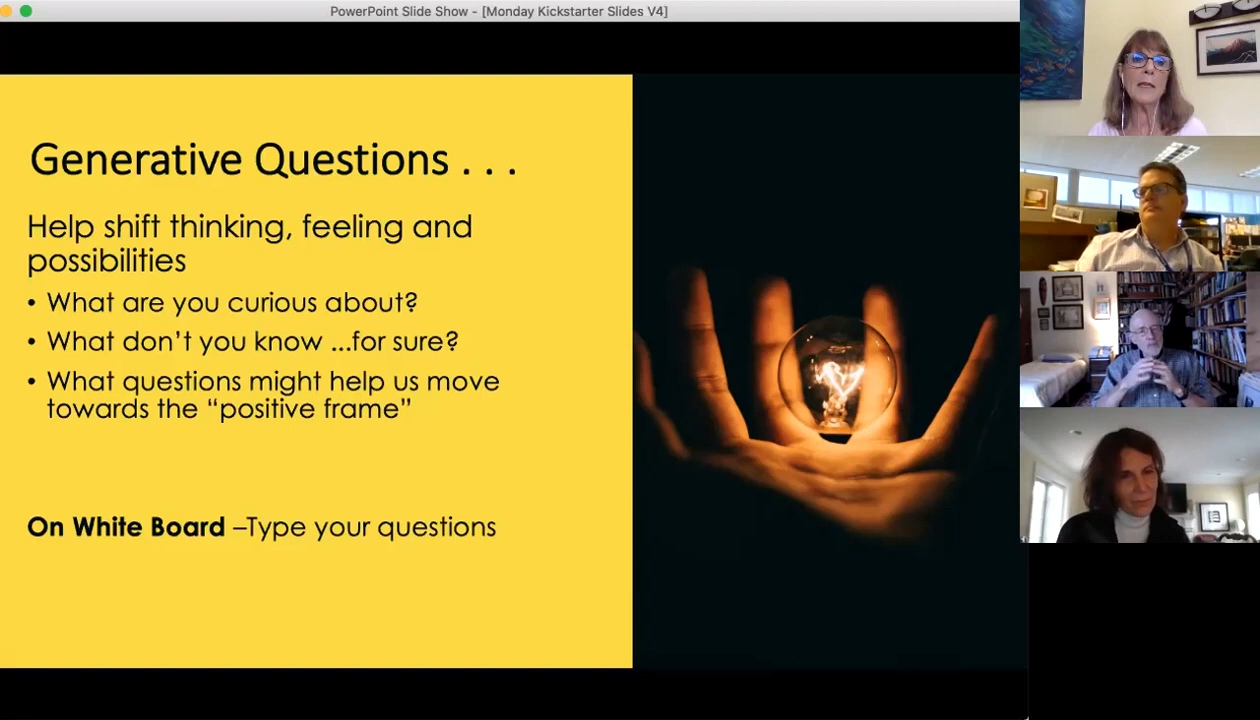 PowerPoint Slide Show - [Monday Kickstarter Slides V4]
Generative Questions . . .
Help shift thinking, feeling and
possibilities
• What are you curious about?
• What don’t you know ...for sure?
• What questions might help us move
towards the “positive frame”
On White Board –Type your questions